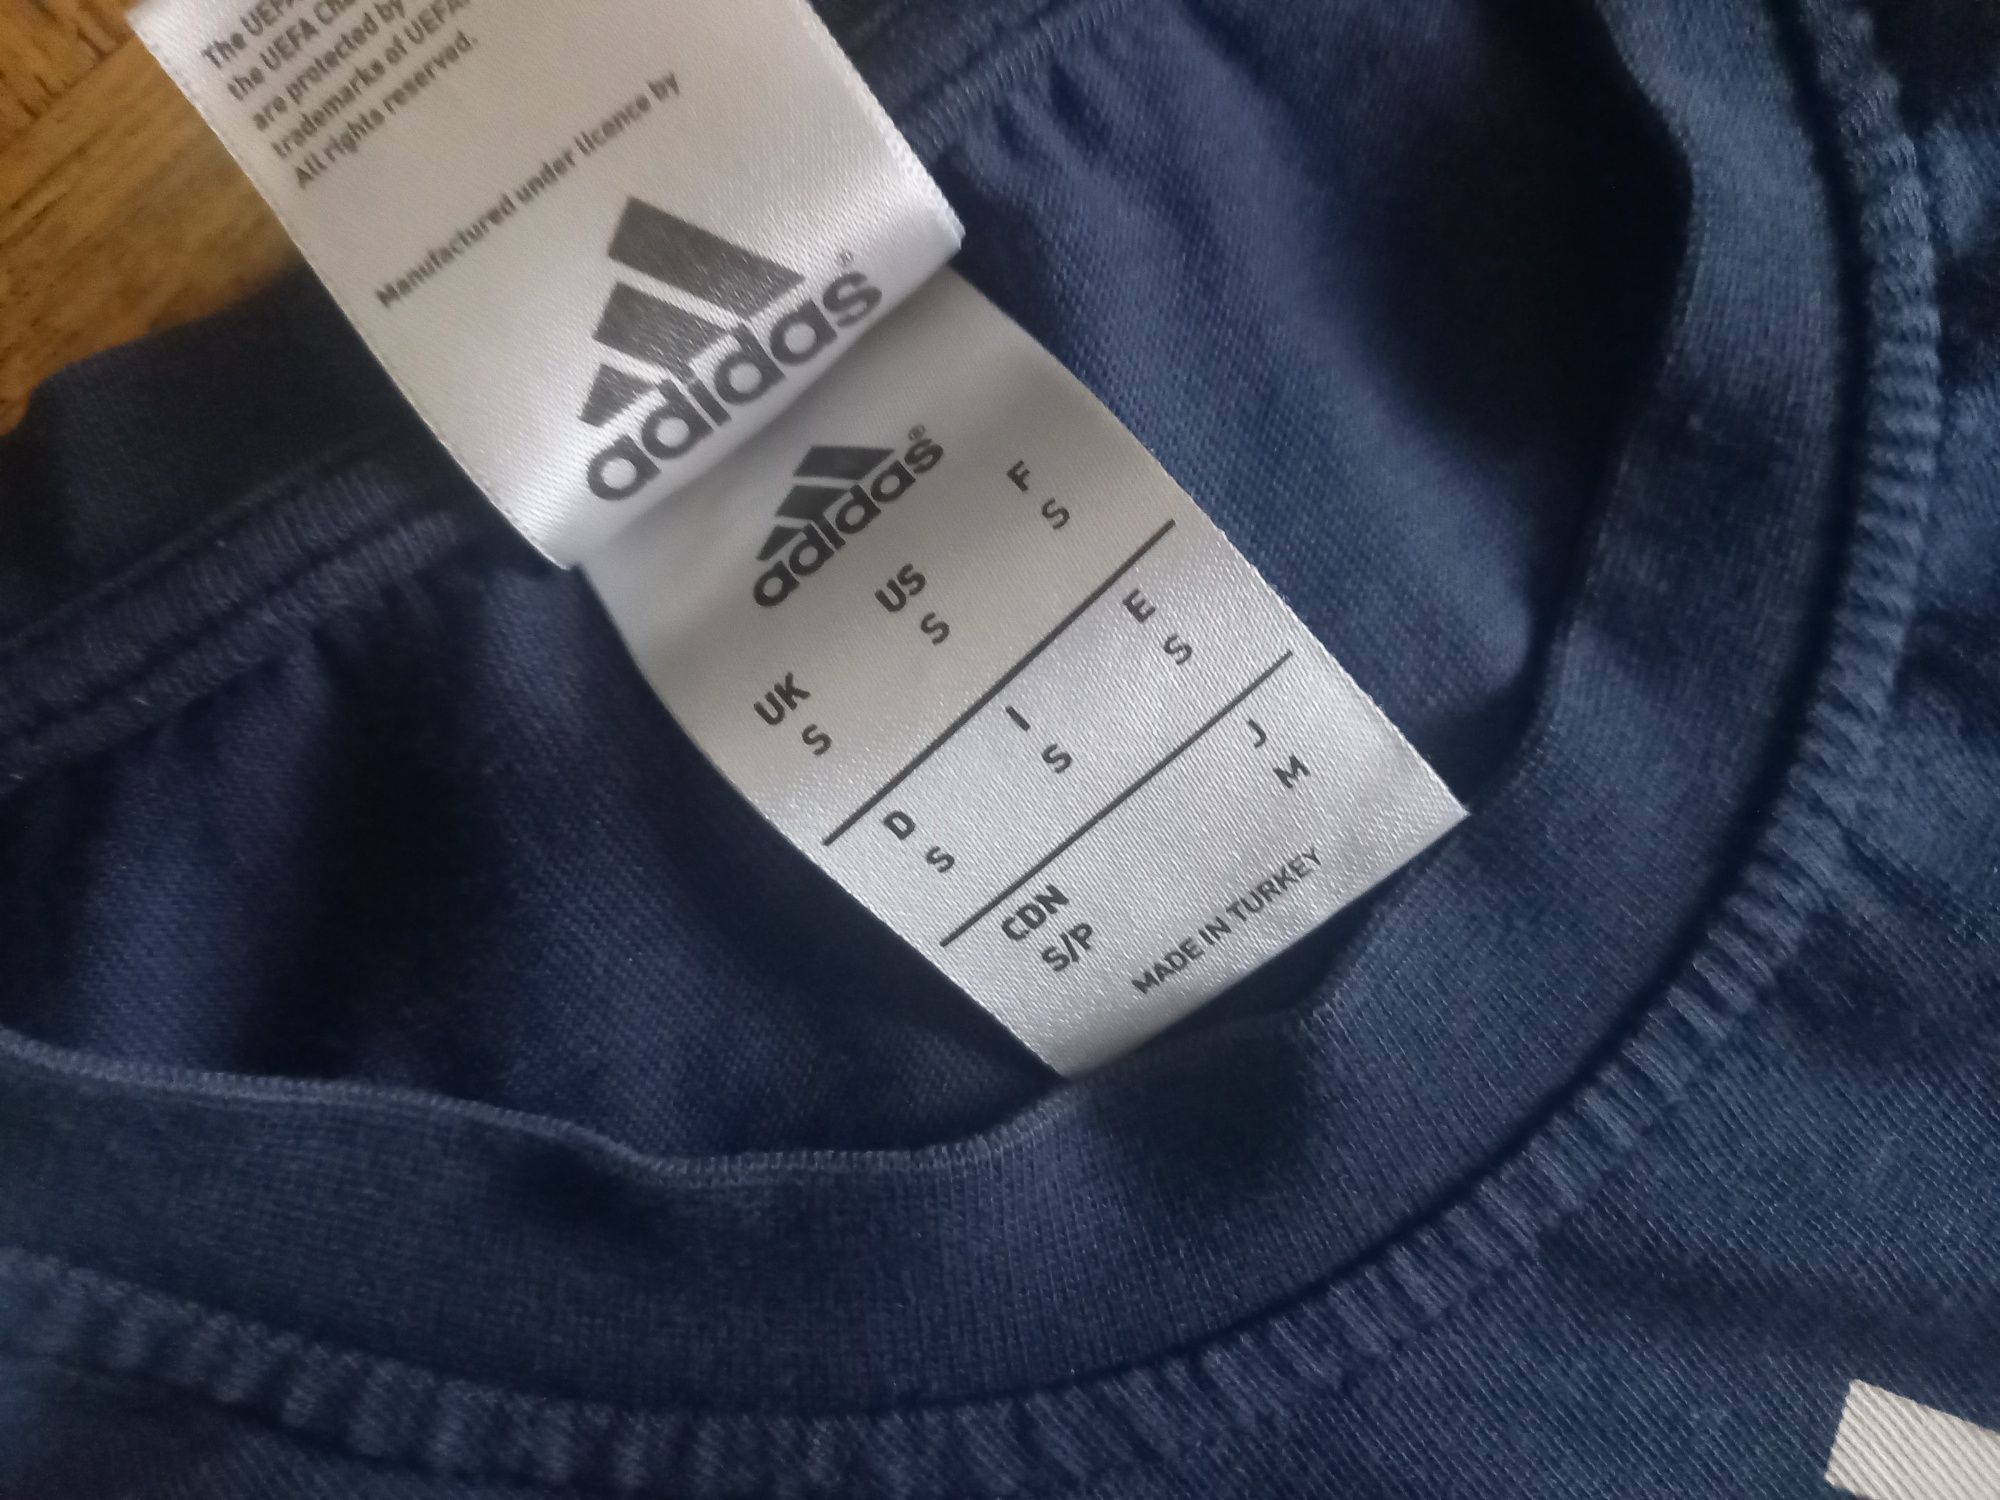 The UEFA
the UEFA Cha
are protected by
trademarks of UEFA.
All rights reserved.
Manufactured under licence by
adidas®
adidas®
UK US F
S S S
D I E
S S S
CDN J
S/P M
MADE IN TURKEY